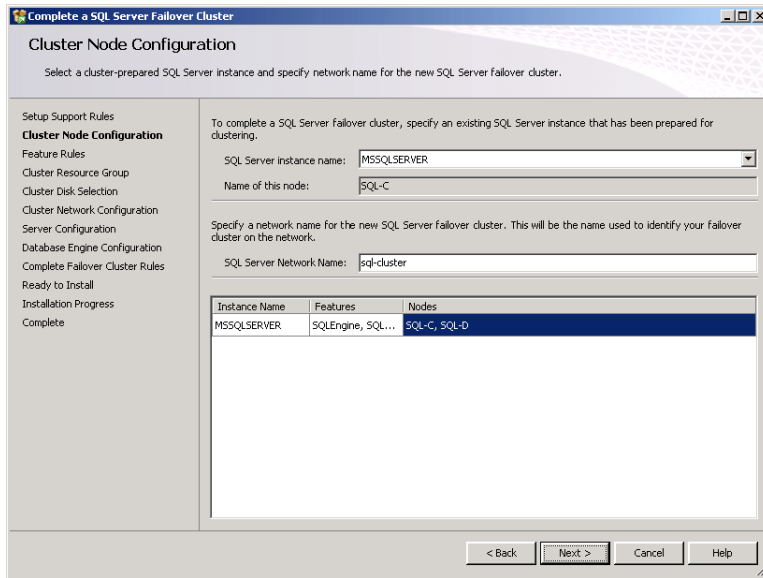 Complete a SQL Server Failover Cluster
Cluster Node Configuration
Select a cluster-prepared SQL Server instance and specify network name for the new SQL Server failover cluster.
Setup Support Rules
Cluster Node Configuration
Feature Rules
Cluster Resource Group
Cluster Disk Selection
Cluster Network Configuration
Server Configuration
Database Engine Configuration
Complete Failover Cluster Rules
Ready to Install
Installation Progress
Complete
To complete a SQL Server failover cluster, specify an existing SQL Server instance that has been prepared for
clustering.
SQL Server instance name: MSSQLSERVER
Name of this node: SQL-C
Specify a network name for the new SQL Server failover cluster. This will be the name used to identify your failover
cluster on the network.
SQL Server Network Name: sql-cluster
Instance Name Features Nodes
MSSQLSERVER SQLEngine, SQL... SQL-C, SQL-D
< Back Next > Cancel Help